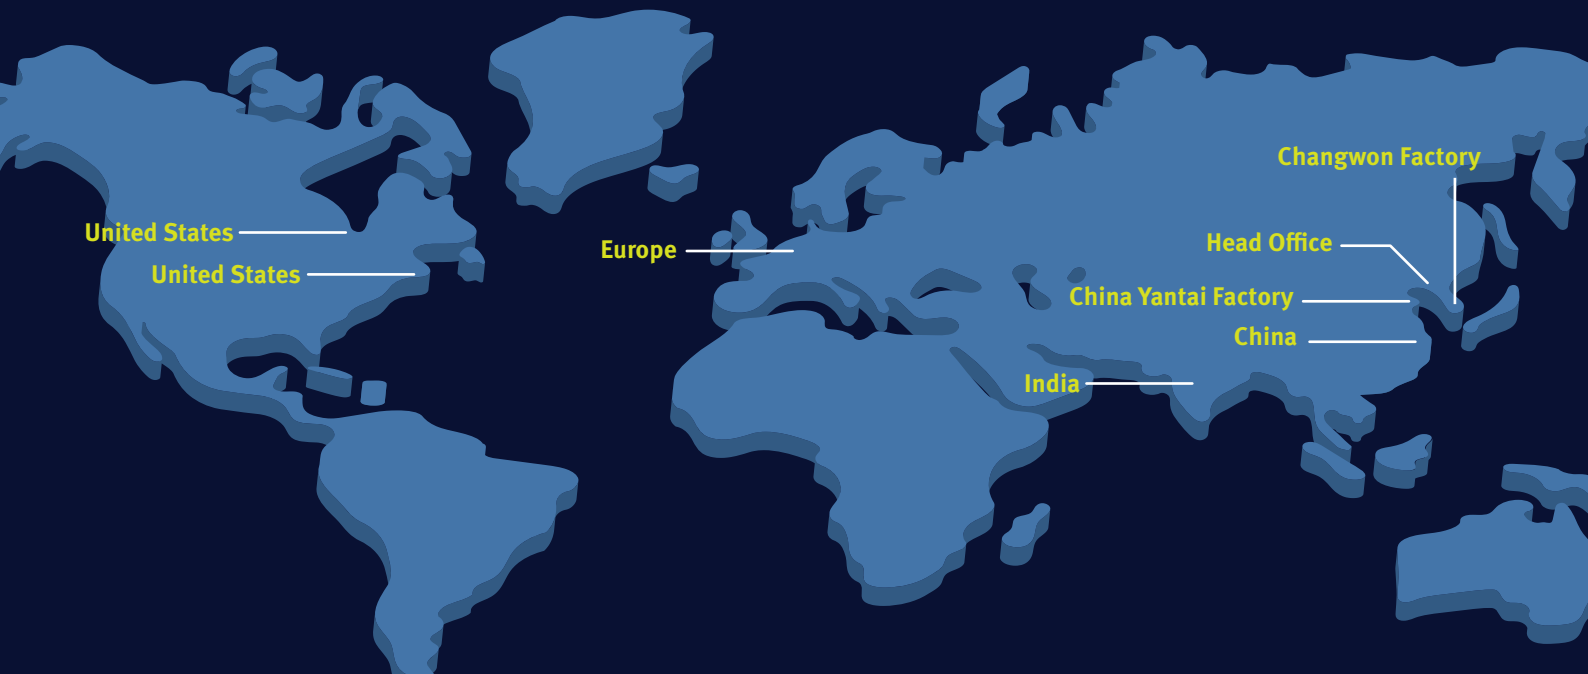 Changwon Factory
United States
Head Office
Europe
United States
China Yantai Factory
China
India